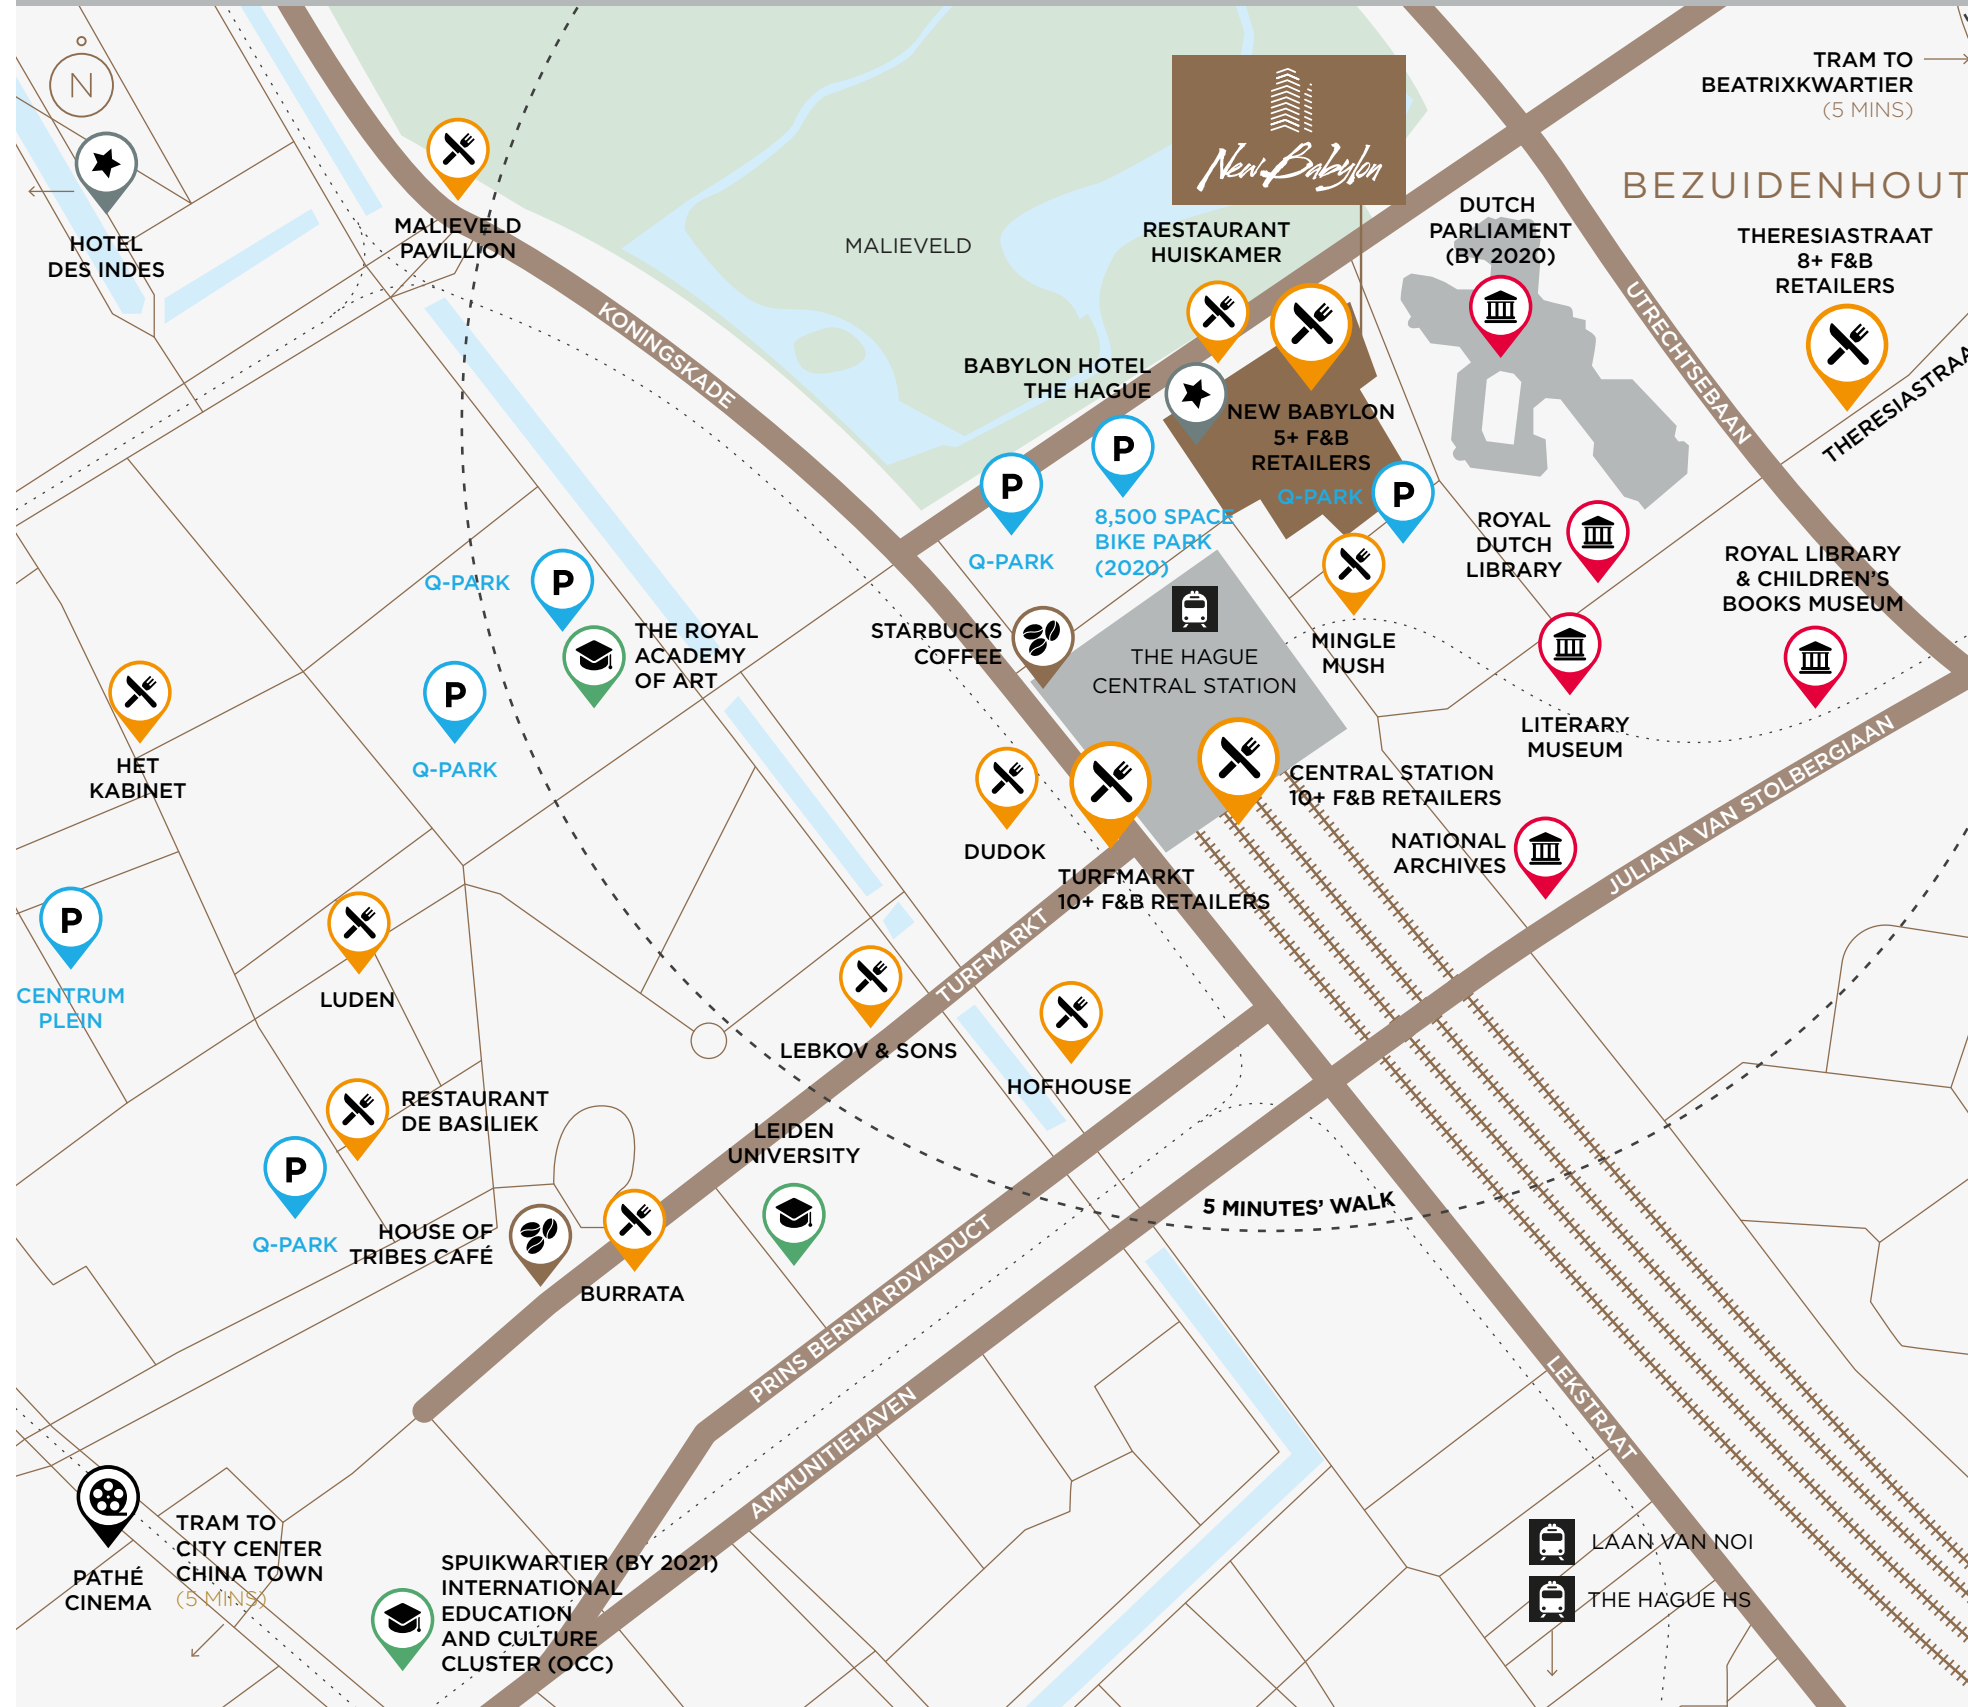 N
TRAM TO
BEATRIXKWARTIER
(5 MINS)
BEZUIDENHOUT
New Babylon
HOTEL
DES INDES
MALIEVELD
PAVILLION
MALIEVELD
RESTAURANT
HUISKAMER
DUTCH
PARLIAMENT
(BY 2020)
THERESIASTRAAT
8+ F&B
RETAILERS
KONINGSKADE
UTRECHTSEBAAN
THERESIASTRAA
BABYLON HOTEL
THE HAGUE
NEW BABYLON
5+ F&B
RETAILERS
P
Q-PARK
P
8,500 SPACE
BIKE PARK
(2020)
Q-PARK
P
ROYAL
DUTCH
LIBRARY
ROYAL LIBRARY
& CHILDREN'S
BOOKS MUSEUM
Q-PARK
P
THE ROYAL
ACADEMY
OF ART
STARBUCKS
COFFEE
THE HAGUE
CENTRAL STATION
MINGLE
MUSH
LITERARY
MUSEUM
P
Q-PARK
HET
KABINET
DUDOK
CENTRAL STATION
10+ F&B RETAILERS
TURFMARKT
10+ F&B RETAILERS
NATIONAL
ARCHIVES
JULIANA VAN STOLBERGIAAN
P
CENTRUM
PLEIN
LUDEN
TURFMARKT
LEBKOV & SONS
HOFHOUSE
RESTAURANT
DE BASILIEK
P
Q-PARK
HOUSE OF
TRIBES CAFÉ
BURRATA
LEIDEN
UNIVERSITY
5 MINUTES' WALK
PRINS BERNHARDVIADUCT
AMMUNITIEHAVEN
LEKSTRAAT
PATHÉ
CINEMA
TRAM TO
CITY CENTER
CHINA TOWN
(5 MINS)
SPUIKWARTIER (BY 2021)
INTERNATIONAL
EDUCATION
AND CULTURE
CLUSTER (OCC)
LAAN VAN NOI
THE HAGUE HS